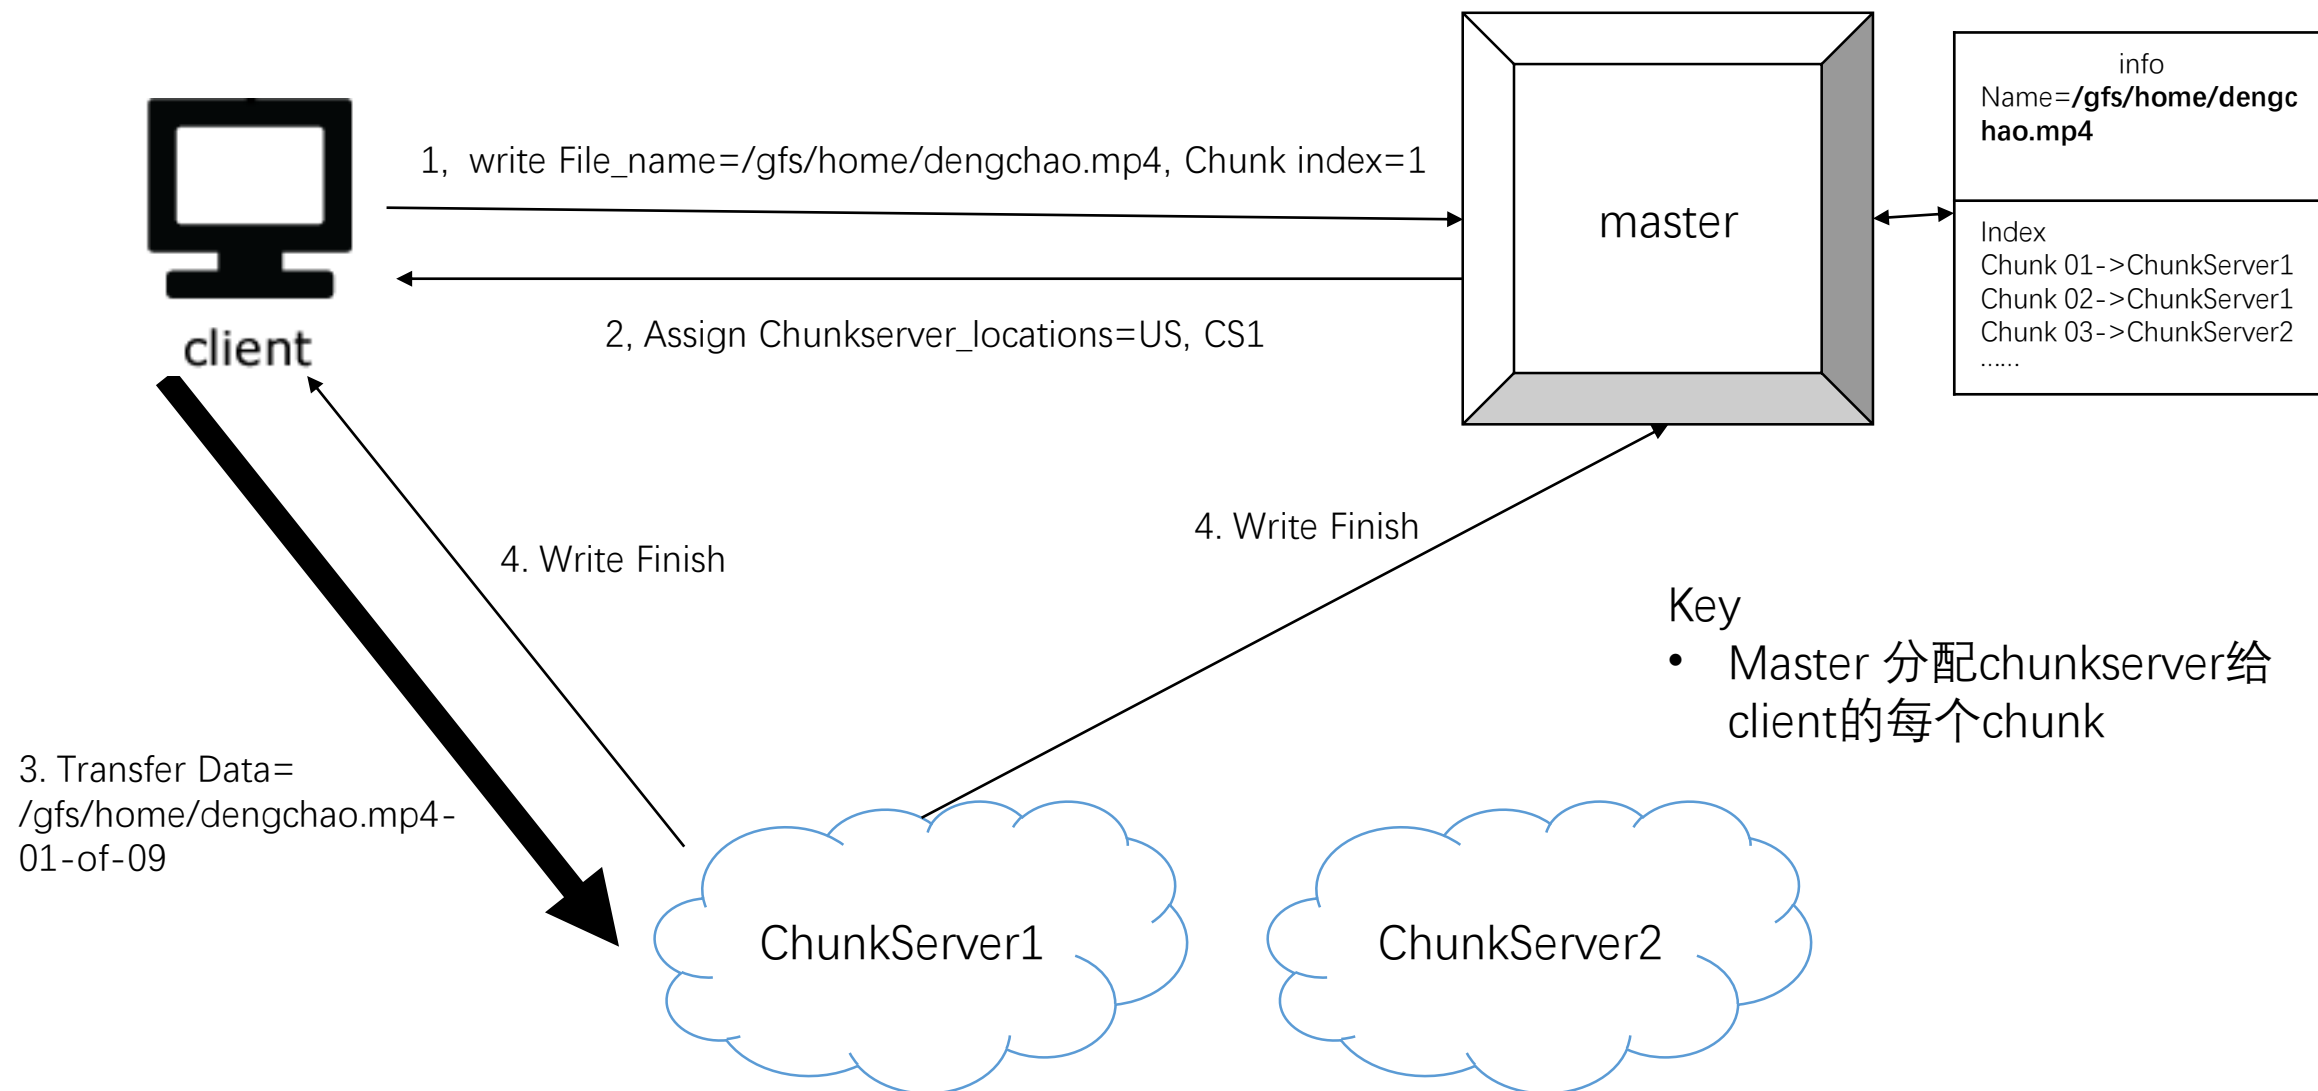 info
Name=/gfs/home/dengc
hao.mp4
1, write File_name=/gfs/home/dengchao.mp4, Chunk index=1
master
Index
Chunk 01->ChunkServer1
Chunk 02->ChunkServer1
Chunk 03->ChunkServer2
......
2, Assign Chunkserver_locations=US, CS1
client
4. Write Finish
4. Write Finish
Key
• Master 分配chunkserver给
client的每个chunk
3. Transfer Data=
/gfs/home/dengchao.mp4-
01-of-09
ChunkServer1
ChunkServer2